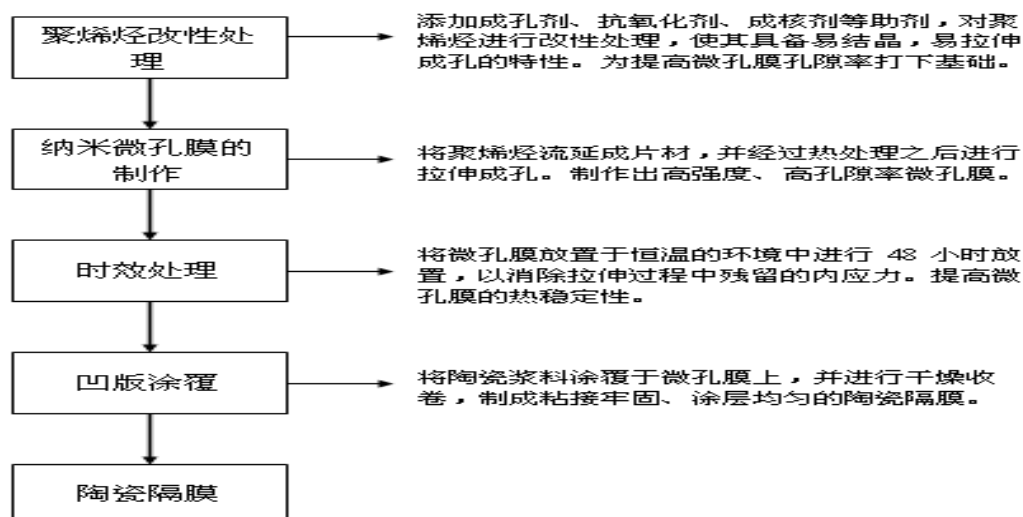 聚烯烃改性处
理
添加成孔剂、抗氧化剂、成核剂等助剂，对聚
烯烃进行改性处理，使其具备易结晶，易拉伸
成孔的特性。为提高微孔膜孔隙率打下基础。
纳米微孔膜的
制作
将聚烯烃流延成片材，并经过热处理之后进行
拉伸成孔。制作出高强度、高孔隙率微孔膜。
时效处理
将微孔膜放置于恒温的环境中进行 48 小时放
置，以消除拉伸过程中残留的内应力。提高微
孔膜的热稳定性。
凹版涂覆
将陶瓷浆料涂覆于微孔膜上，并进行干燥收
卷，制成粘接牢固、涂层均匀的陶瓷隔膜。
陶瓷隔膜